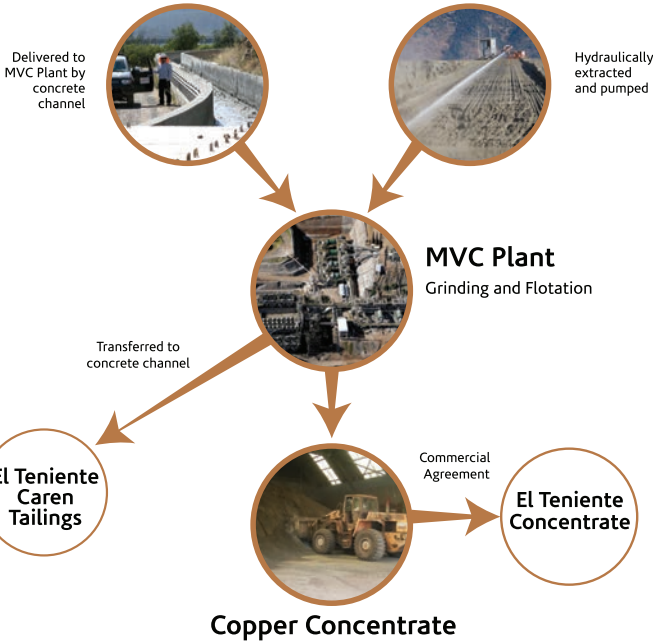 Delivered to
MVC Plant by
concrete
channel
Hydraulically
extracted
and pumped
MVC Plant
Grinding and Flotation
Transferred to
concrete channel
El Teniente
Caren
Tailings
Commercial
Agreement
El Teniente
Concentrate
Copper Concentrate